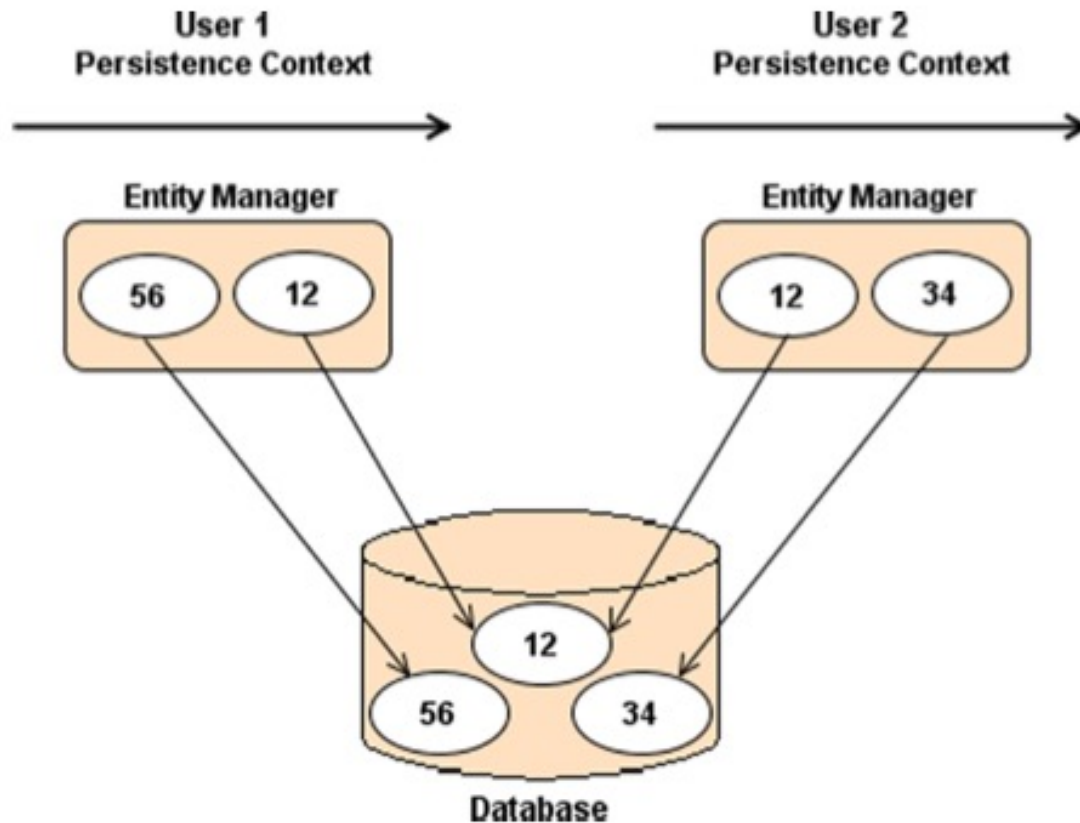 User 1
Persistence Context
User 2
Persistence Context
Entity Manager
56
12
Entity Manager
12
34
12
56
34
Database